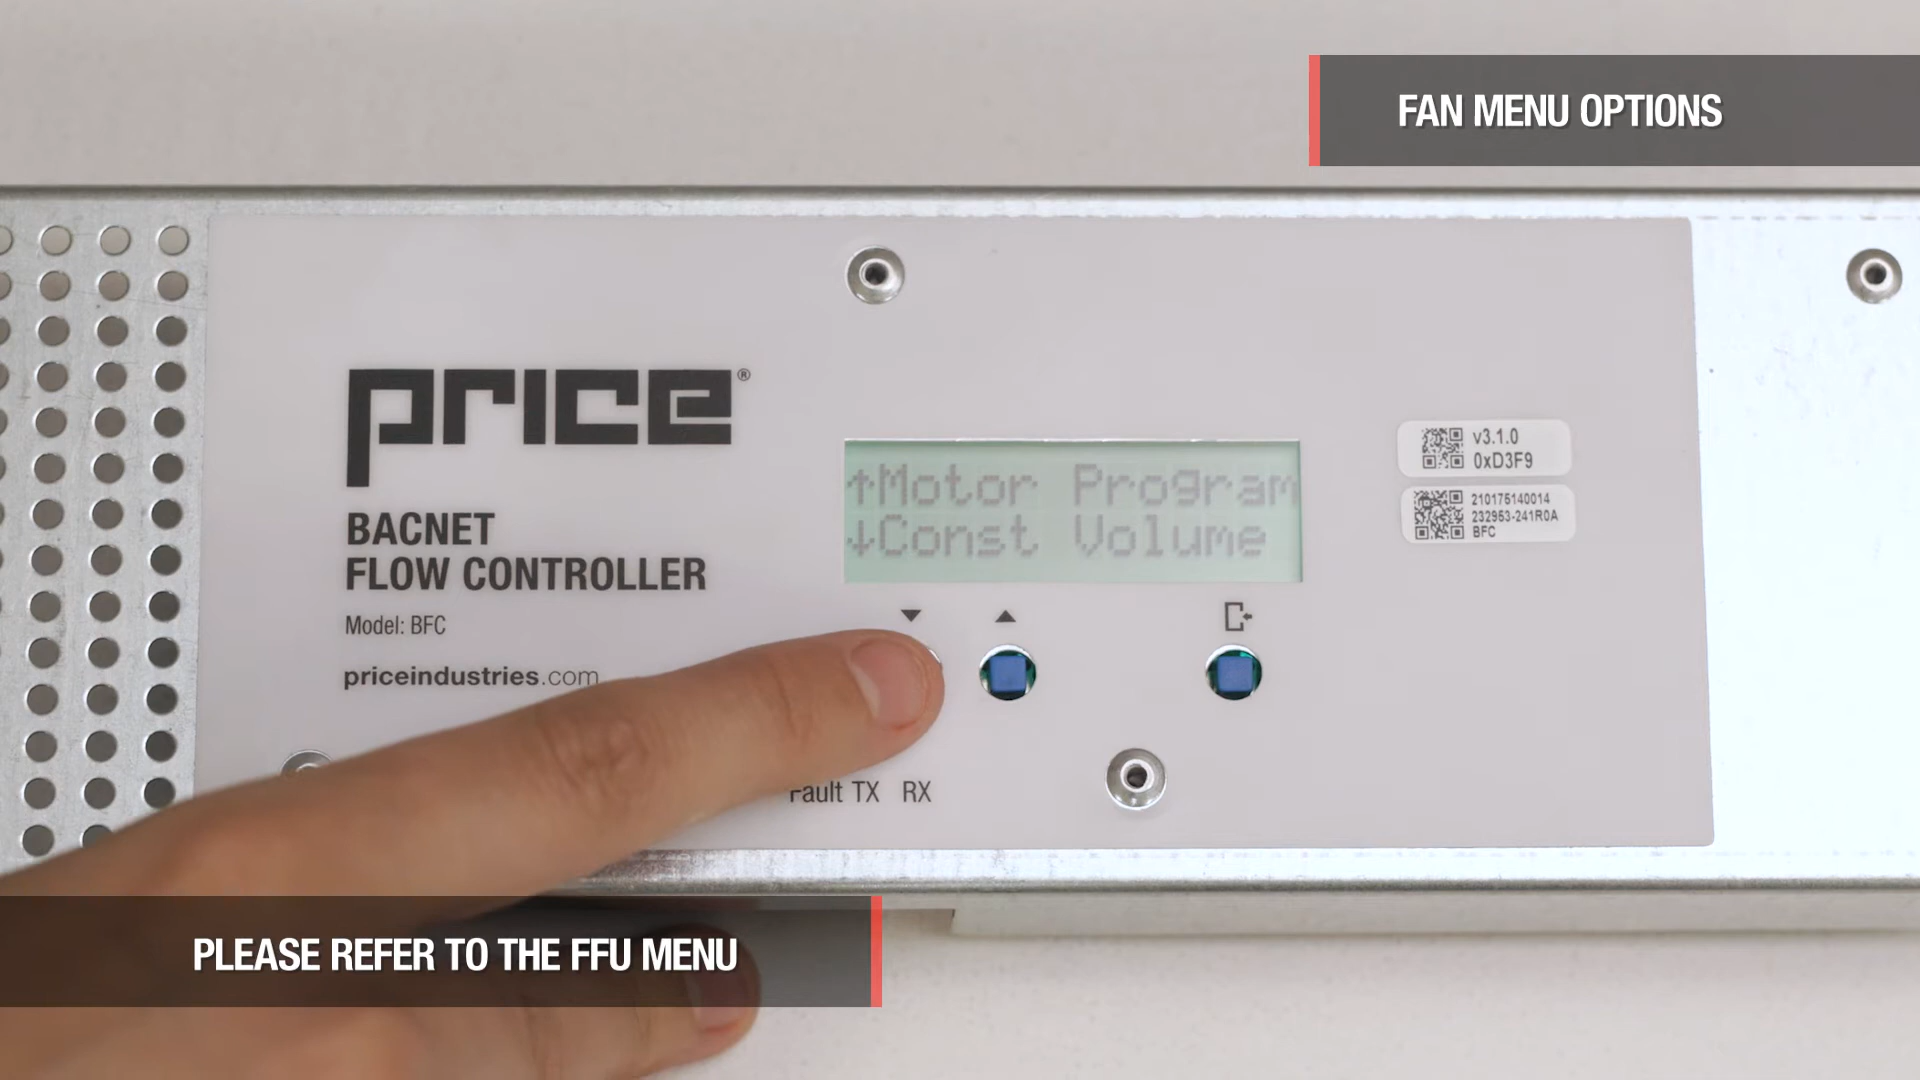 FAN MENU OPTIONS
price®
BACNET
FLOW CONTROLLER
Model: BFC
priceindustries.com
↑Motor Program
↓Const Volume
v3.1.0
0xD3F9
210175140014
232953-241R0A
BFC
Fault TX RX
PLEASE REFER TO THE FFU MENU